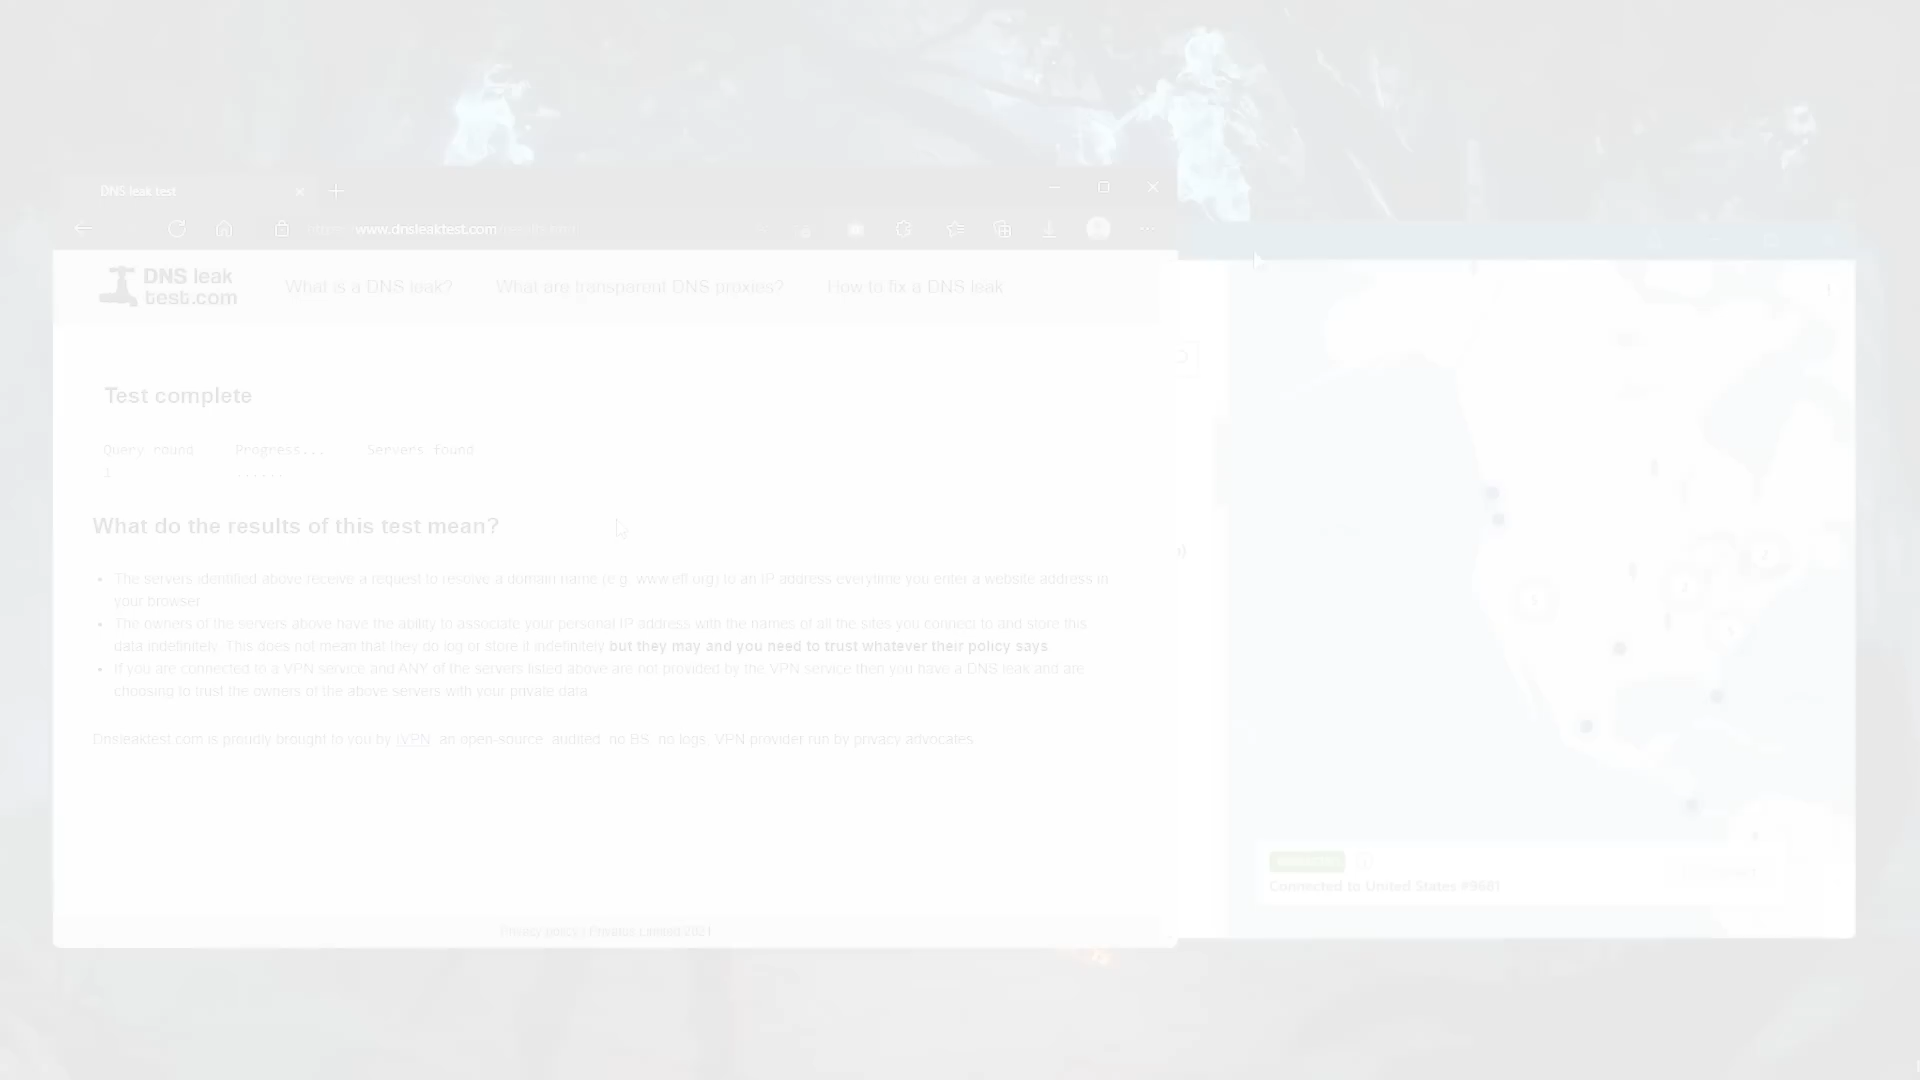 DNS leak test
www.dnsleaktest.com
DNS leak
test.com
What is a DNS leak?
What are transparent DNS proxies?
How to fix a DNS leak
Test complete
Query round Progress... Servers found
1 ......
What do the results of this test mean?
The servers identified above receive a request to resolve a domain name (e.g. www.eff.org) to an IP address everytime you enter a website address in
your browser.
The owners of the servers above have the ability to associate your personal IP address with the names of all the sites you connect to and store this
data indefinitely. This does not mean that they do log or store it indefinitely but they may and you need to trust whatever their policy says.
If you are connected to a VPN service and ANY of the servers listed above are not provided by the VPN service then you have a DNS leak and are
choosing to trust the owners of the above servers with your private data.
Dnsleaktest.com is proudly brought to you by iVPN, an open-source, audited, no BS, no logs, VPN provider run by privacy advocates.
Privacy policy | Privatus Limited 2021
Connected to United States #9681